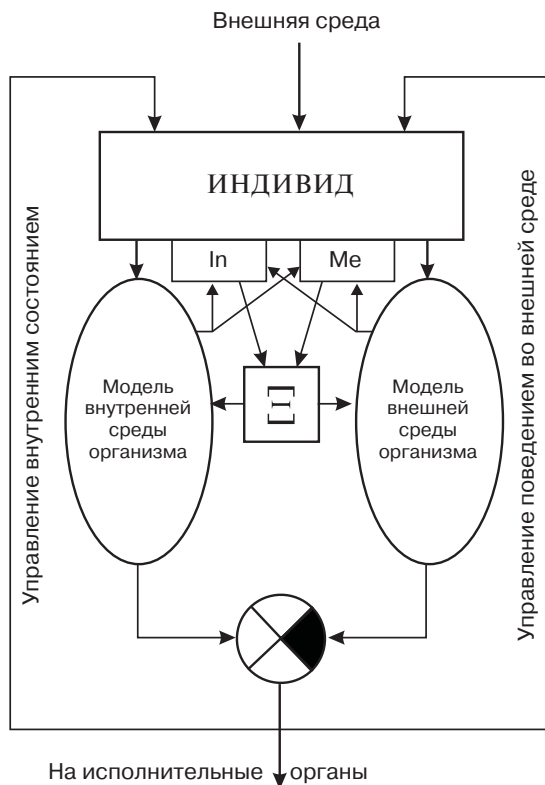 Внешняя среда
ИНДИВИД
In
Me
Модель
внутренней
среды
организма
Ξ
Модель
внешней
среды
организма
Управление внутренним состоянием
Управление поведением во внешней среде
На исполнительные органы